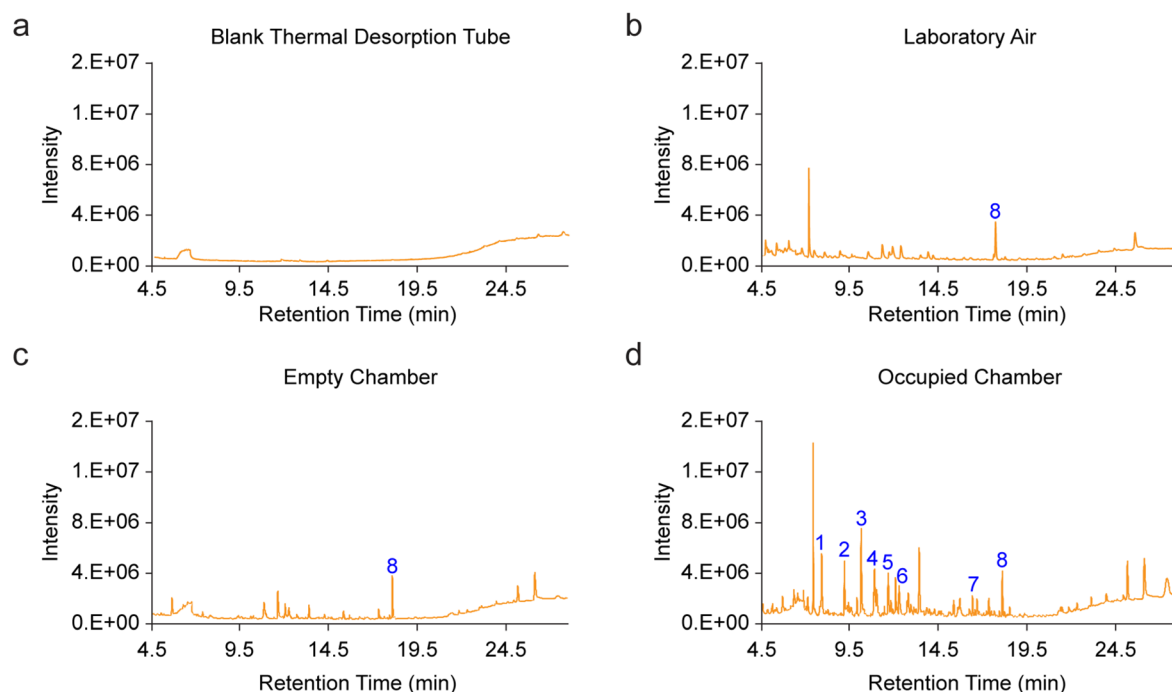 a
Blank Thermal Desorption Tube
2.E+07
1.E+07
8.E+06
4.E+06
0.E+00
Intensity
4.5 9.5 14.5 19.5 24.5
Retention Time (min)
b
Laboratory Air
2.E+07
1.E+07
8.E+06
4.E+06
0.E+00
Intensity
8
4.5 9.5 14.5 19.5 24.5
Retention Time (min)
c
Empty Chamber
2.E+07
1.E+07
8.E+06
4.E+06
0.E+00
Intensity
8
4.5 9.5 14.5 19.5 24.5
Retention Time (min)
d
Occupied Chamber
2.E+07
1.E+07
8.E+06
4.E+06
0.E+00
Intensity
1 2 3 4 5 6 7 8
4.5 9.5 14.5 19.5 24.5
Retention Time (min)